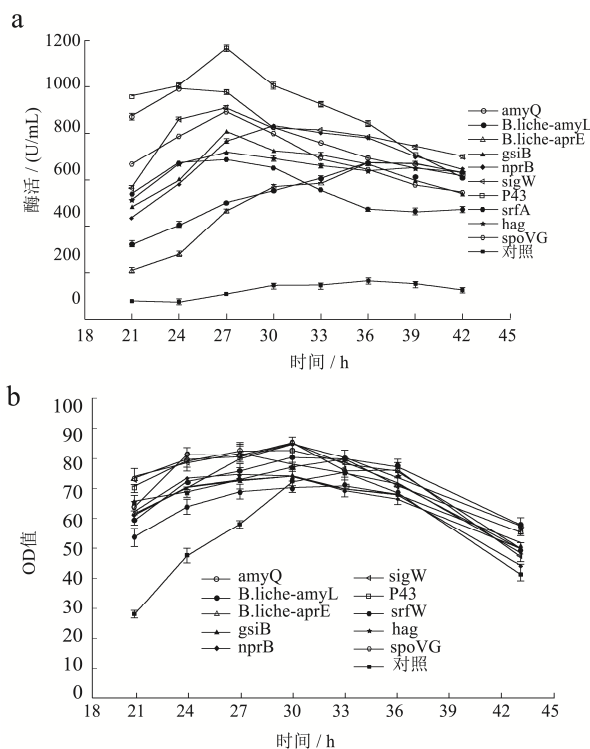 a
1200
1000
800
600
400
200
0
酶活 / (U/mL)
amyQ
B.liche-amyL
B.liche-aprE
gsiB
nprB
sigW
P43
srfA
hag
spoVG
对照
18 21 24 27 30 33 36 39 42 45
时间 / h
b
100
90
80
70
60
50
40
30
20
10
0
OD值
amyQ sigW
B.liche-amyL P43
B.liche-aprE srfW
gsiB hag
nprB spoVG
对照
18 21 24 27 30 33 36 39 43 45
时间 / h